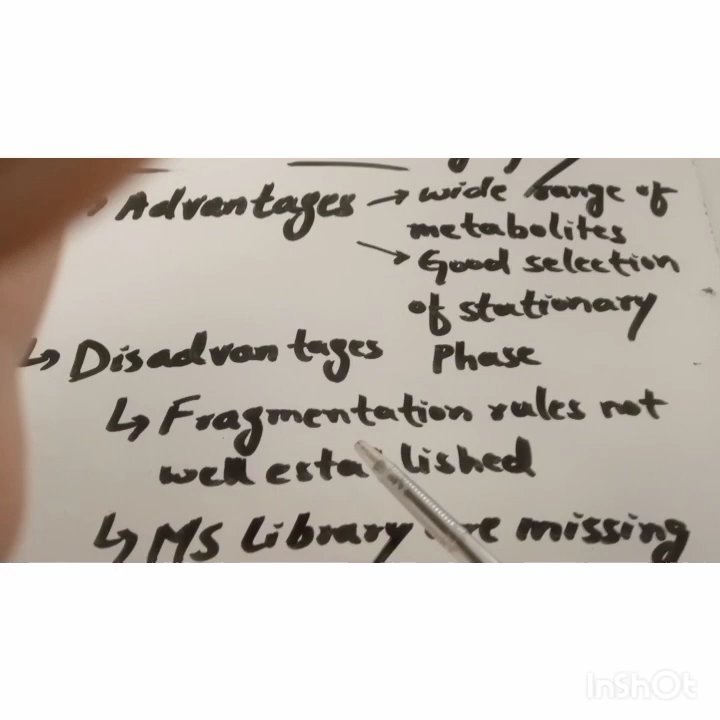 Advantages → wide range of
metabolites
→ Good selection
of stationary
Phase
↳ Disadvantages
↳ Fragmentation rules not
well established
↳ MS Library missing
InShOt